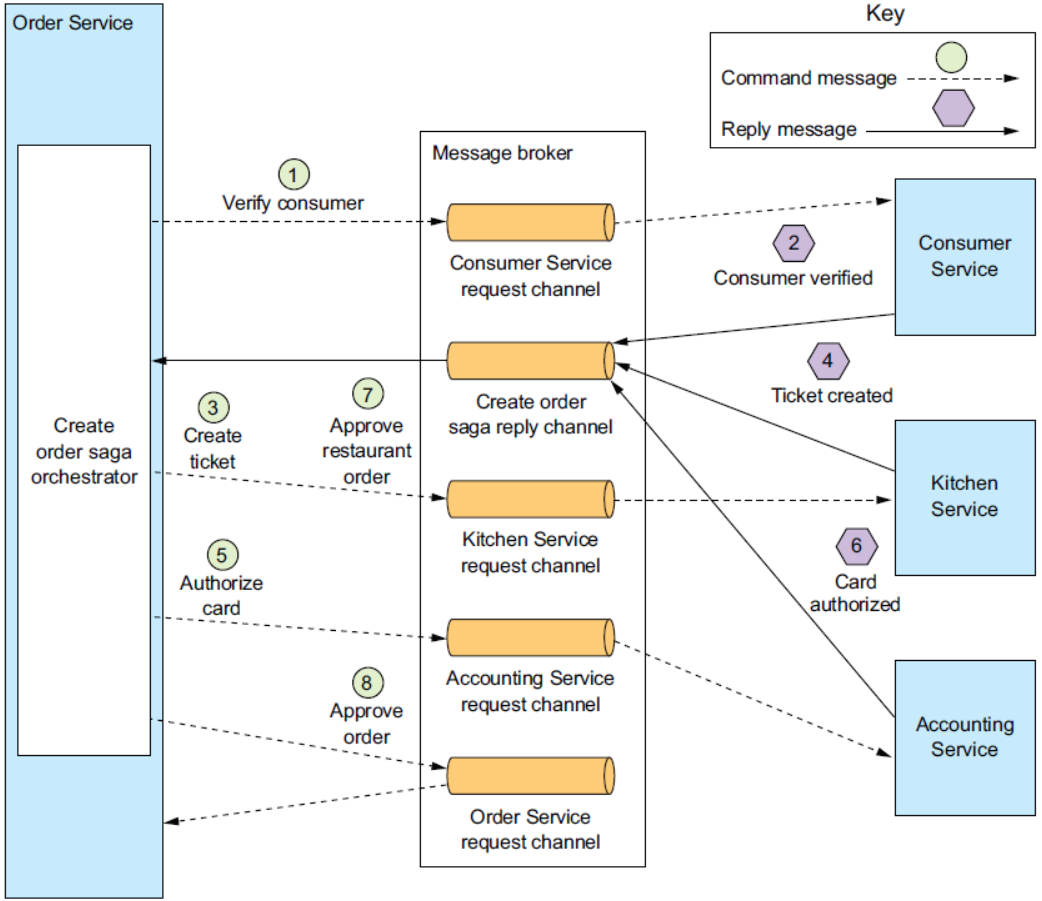 Order Service
Key
Command message
Reply message
Message broker
1
Verify consumer
Consumer Service
request channel
2
Consumer verified
Consumer
Service
Create order
saga reply channel
4
Ticket created
3
Create
ticket
7
Approve
restaurant
order
Create
order saga
orchestrator
Kitchen Service
request channel
Kitchen
Service
5
Authorize
card
6
Card
authorized
Accounting Service
request channel
Accounting
Service
8
Approve
order
Order Service
request channel